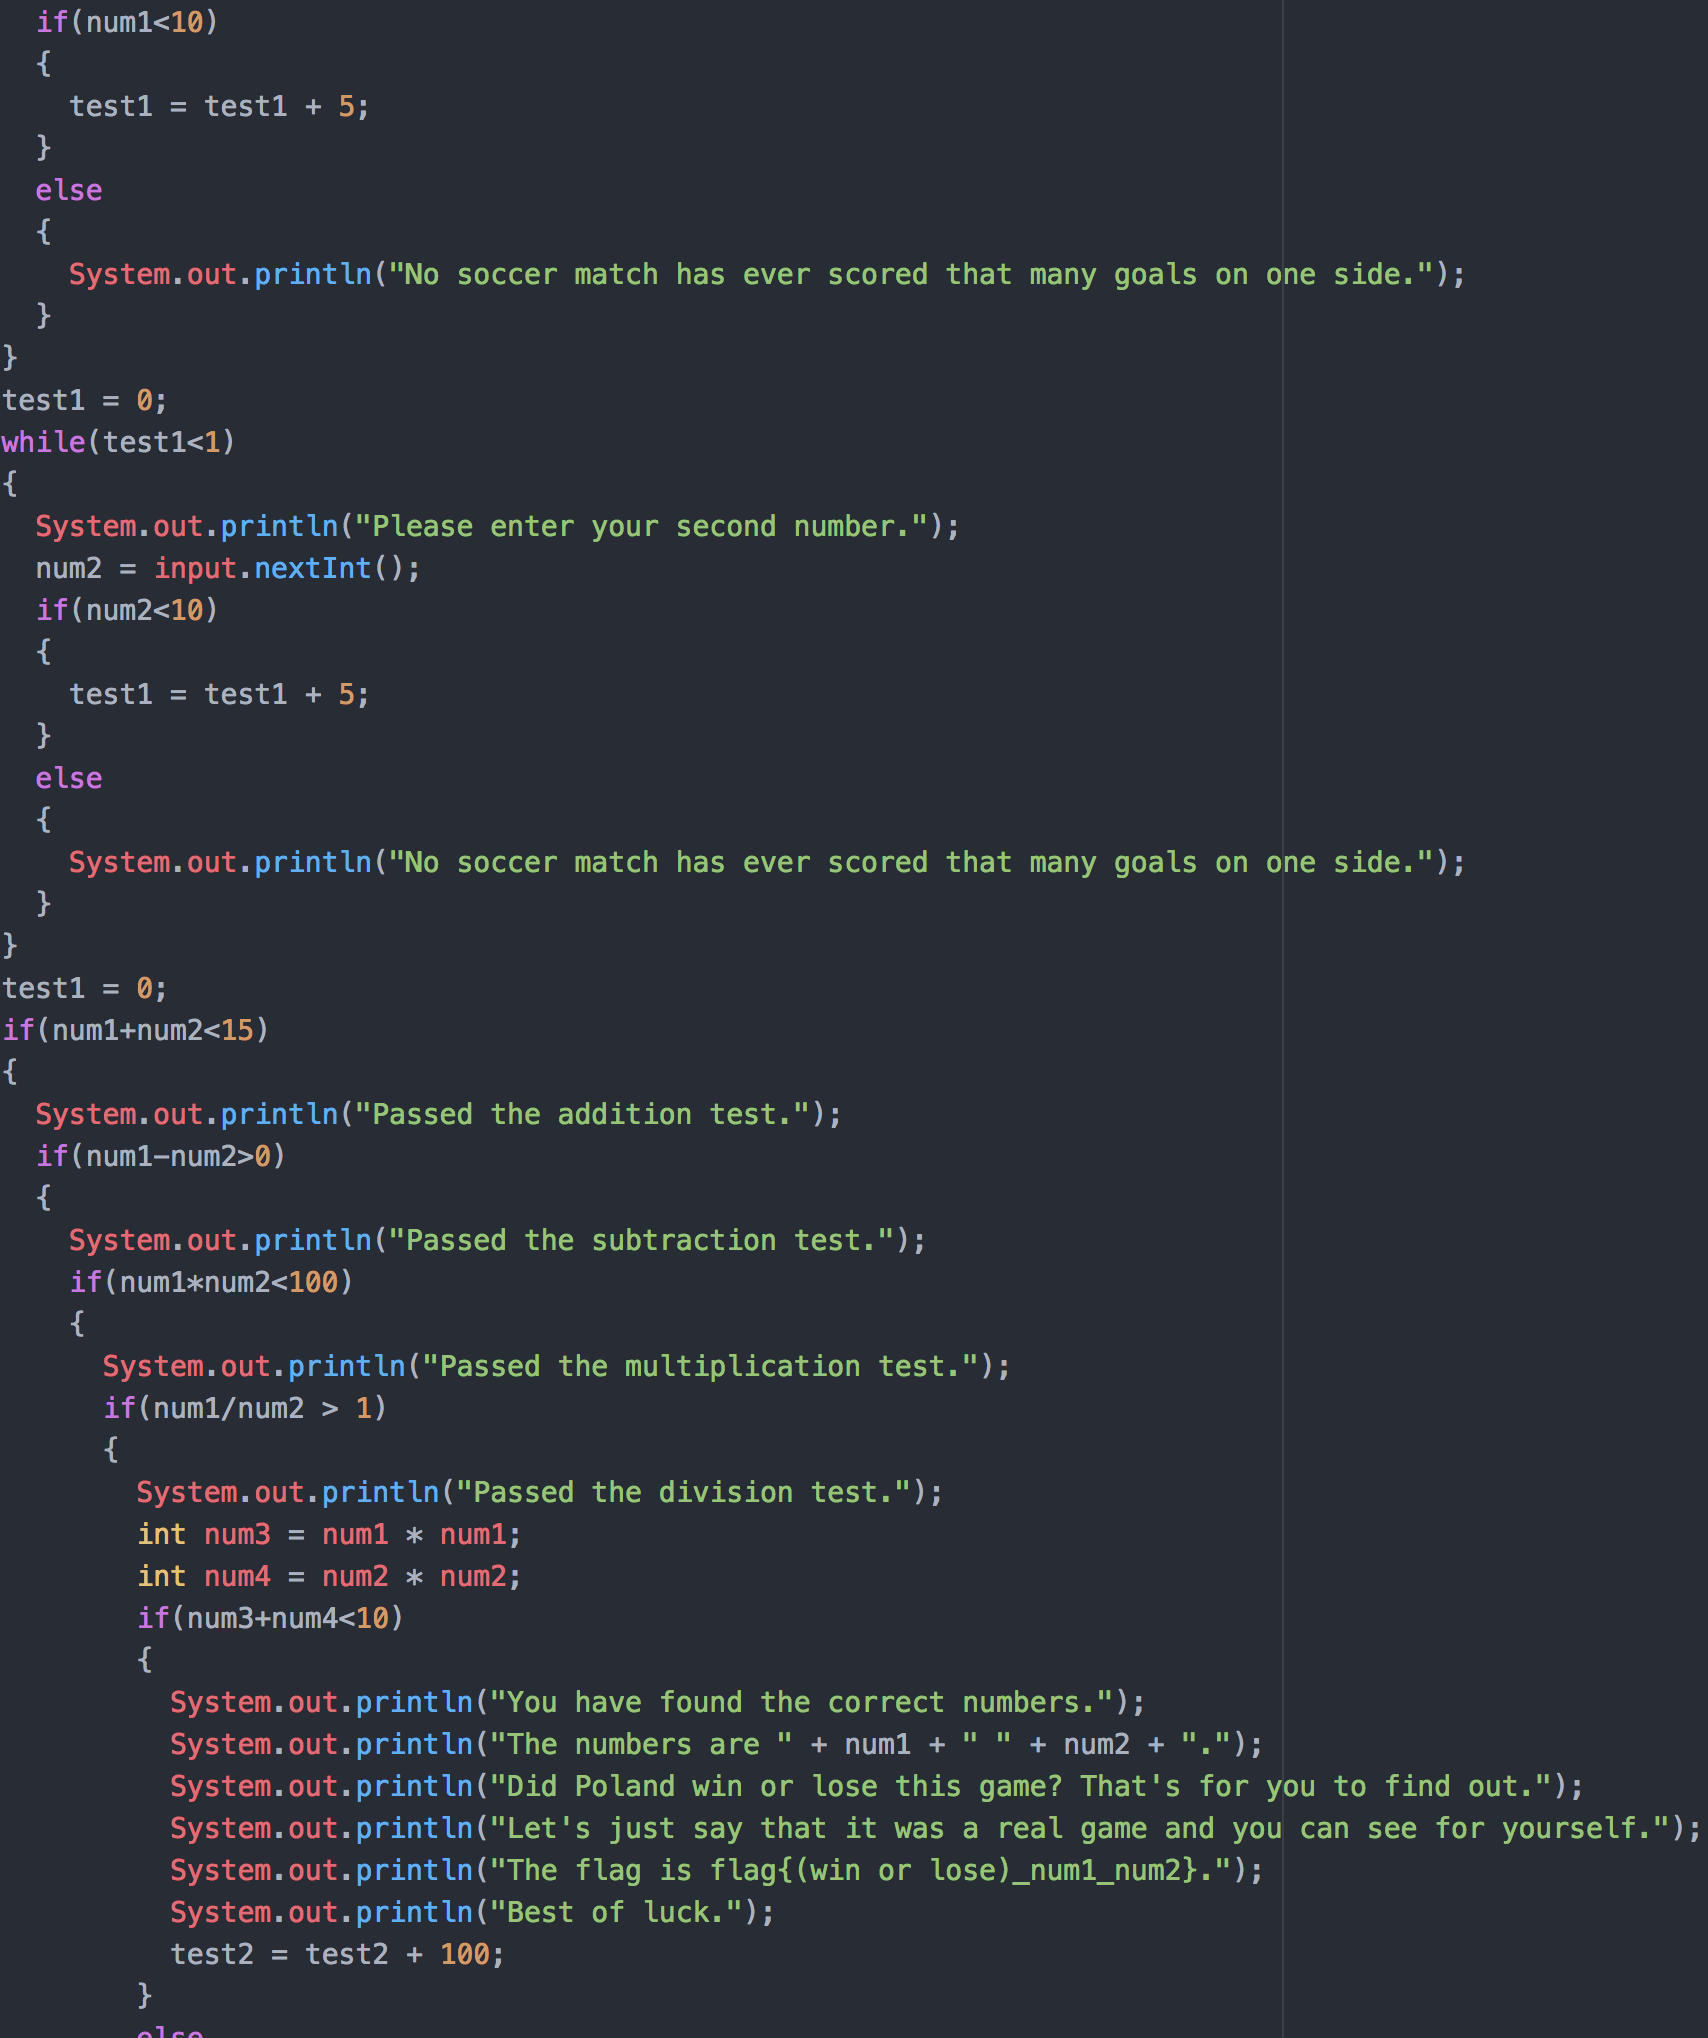 if(num1<10)
{
test1 = test1 + 5;
}
else
{
System.out.println("No soccer match has ever scored that many goals on one side.");
}
}
test1 = 0;
while(test1<1)
{
System.out.println("Please enter your second number.");
num2 = input.nextInt();
if(num2<10)
{
test1 = test1 + 5;
}
else
{
System.out.println("No soccer match has ever scored that many goals on one side.");
}
}
test1 = 0;
if(num1+num2<15)
{
System.out.println("Passed the addition test.");
if(num1-num2>0)
{
System.out.println("Passed the subtraction test.");
if(num1*num2<100)
{
System.out.println("Passed the multiplication test.");
if(num1/num2 > 1)
{
System.out.println("Passed the division test.");
int num3 = num1 * num1;
int num4 = num2 * num2;
if(num3+num4<10)
{
System.out.println("You have found the correct numbers.");
System.out.println("The numbers are " + num1 + " " + num2 + ".");
System.out.println("Did Poland win or lose this game? That's for you to find out.");
System.out.println("Let's just say that it was a real game and you can see for yourself.");
System.out.println("The flag is flag{(win or lose)_num1_num2}.");
System.out.println("Best of luck.");
test2 = test2 + 100;
}
else